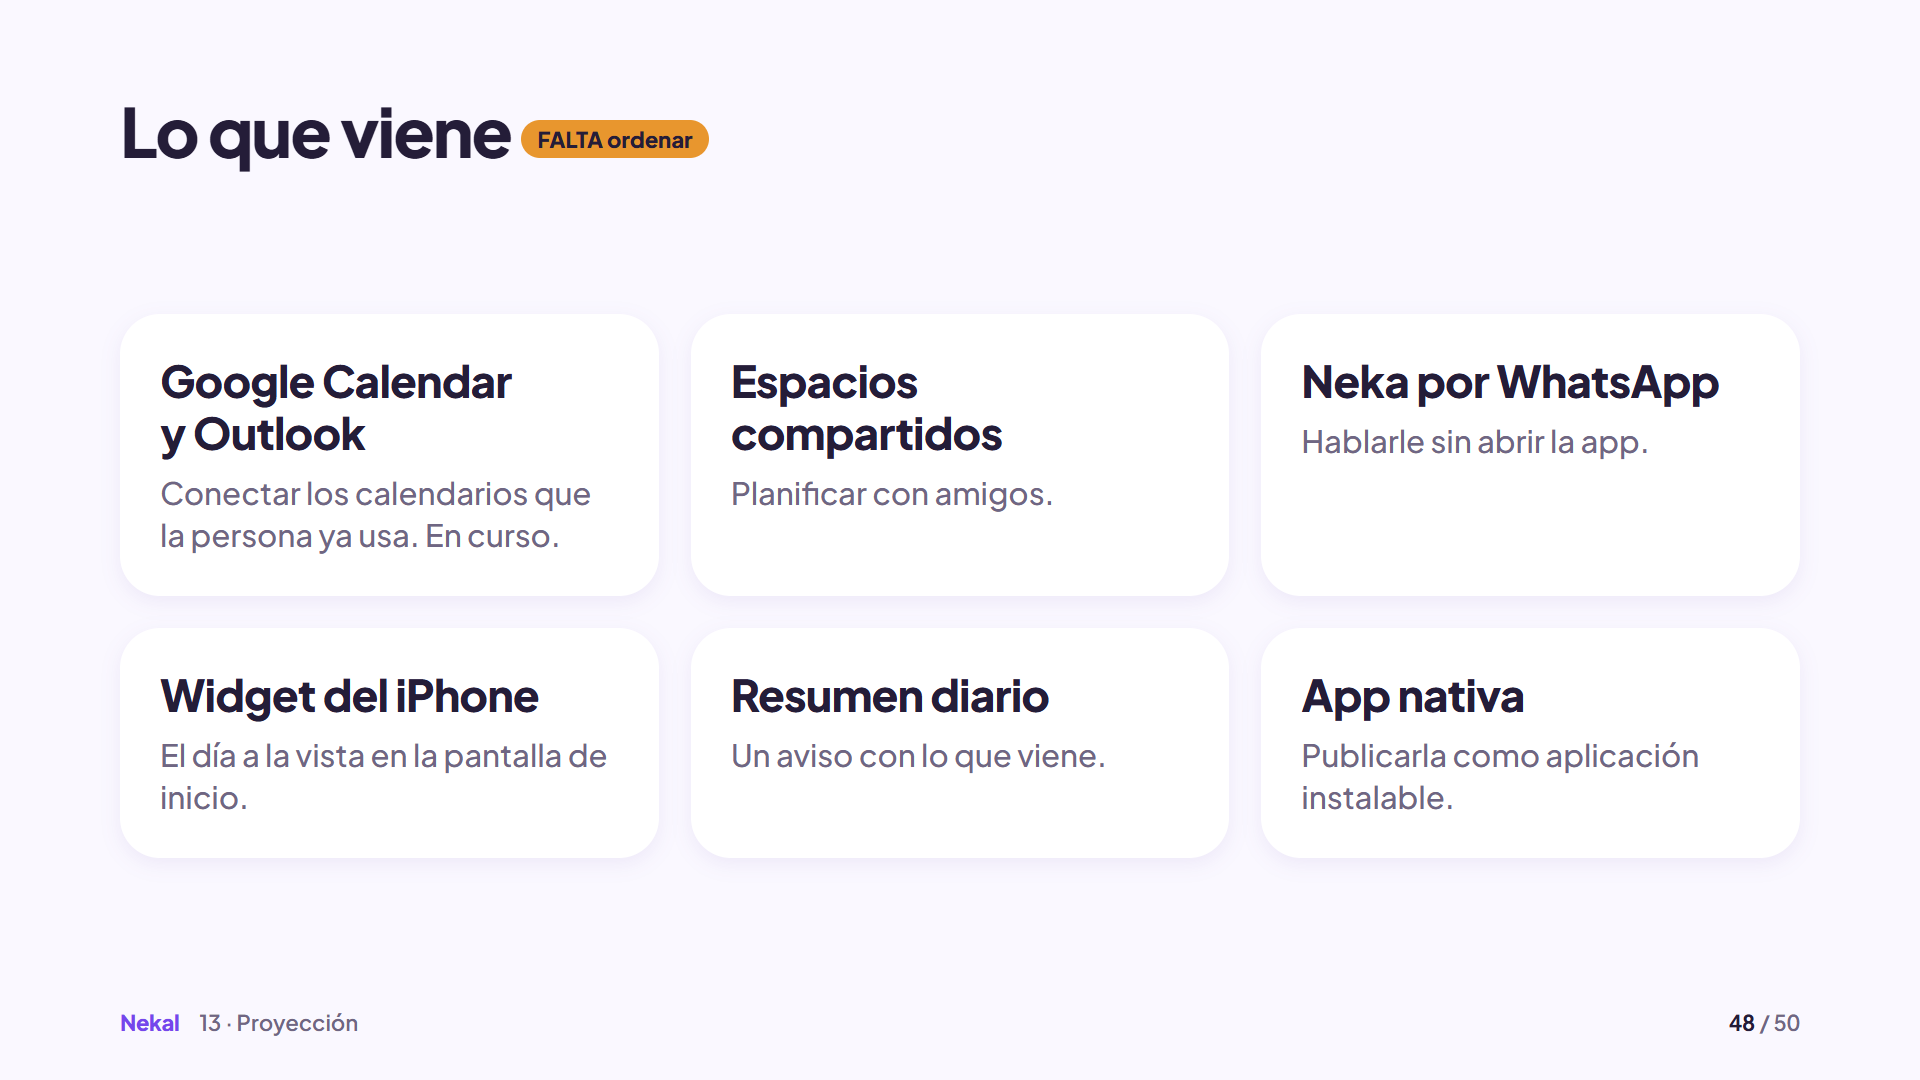 Lo que viene FALTA ordenar
Google Calendar
y Outlook
Conectar los calendarios que
la persona ya usa. En curso.
Espacios
compartidos
Planificar con amigos.
Neka por WhatsApp
Hablarle sin abrir la app.
Widget del iPhone
El día a la vista en la pantalla de
inicio.
Resumen diario
Un aviso con lo que viene.
App nativa
Publicarla como aplicación
instalable.
Nekal 13 · Proyección
48 / 50